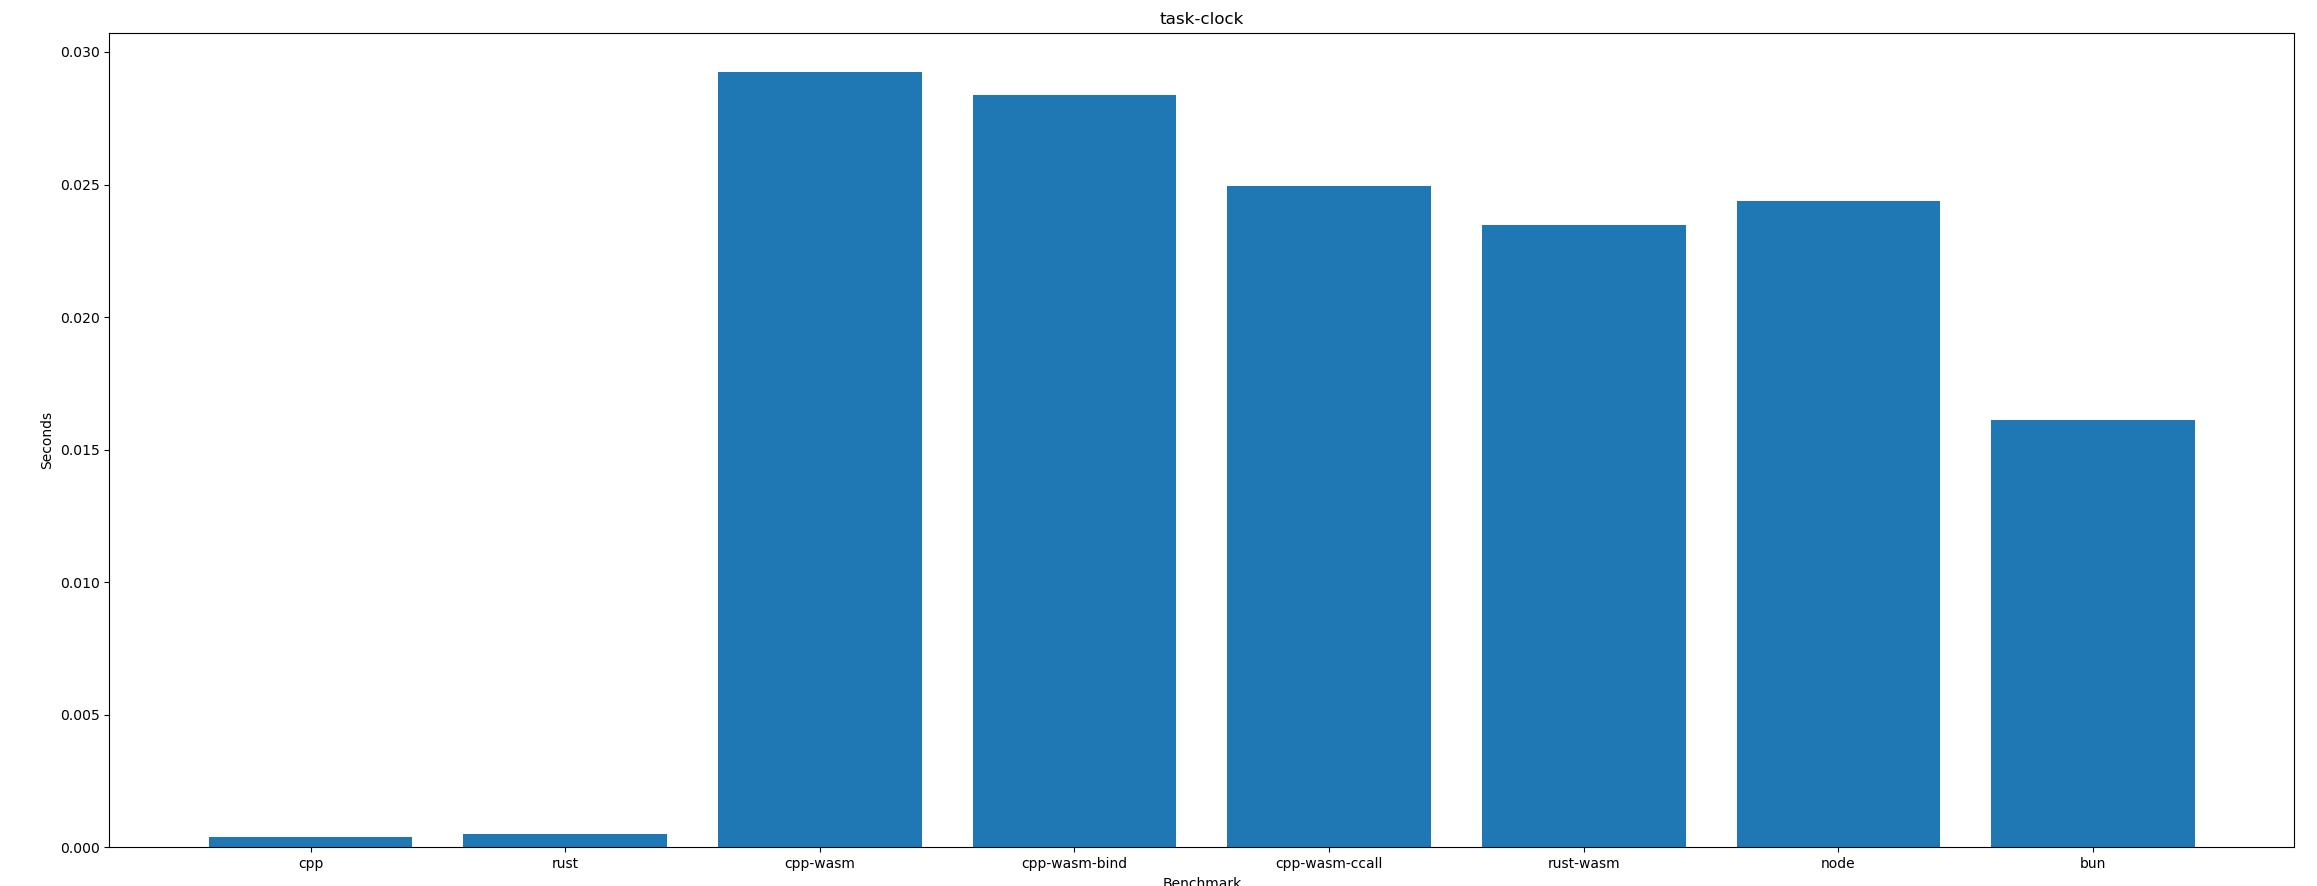 task-clock
0.030
0.025
0.020
0.015
0.010
0.005
0.000
Seconds
cpp rust cpp-wasm cpp-wasm-bind cpp-wasm-ccall rust-wasm node bun
Benchmark